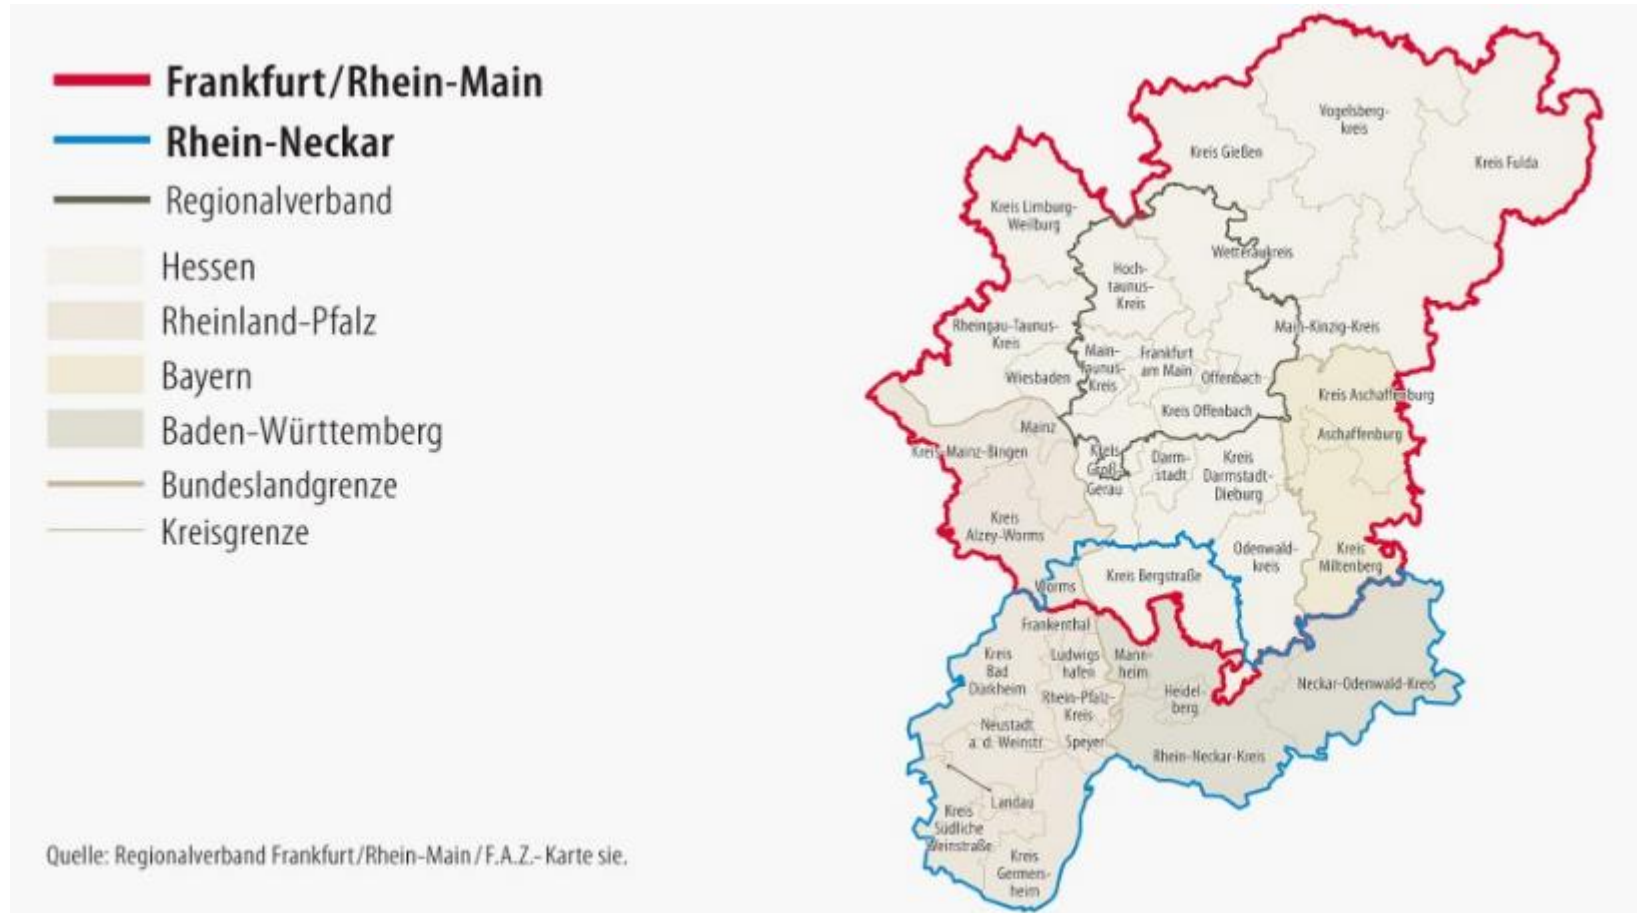 Frankfurt/Rhein-Main
Rhein-Neckar
Regionalverband
Hessen
Rheinland-Pfalz
Bayern
Baden-Württemberg
Bundeslandgrenze
Kreisgrenze
Quelle: Regionalverband Frankfurt/Rhein-Main/F.A.Z.-Karte sie.
Vogelsberg-
kreis
Kreis Gießen
Kreis Fulda
Kreis Limburg-
Weilburg
Wetteraukreis
Hoch-
taunus-
Kreis
Rheingau-Taunus-
Kreis
Main-Kinzig-Kreis
Main-
Taunus-
Kreis
Frankfurt
am Main
Wiesbaden
Offenbach
Kreis Aschaffenburg
Kreis Offenbach
Mainz
Aschaffenburg
Kreis Mainz-Bingen
Kreis
Groß-
Gerau
Darm-
stadt
Kreis
Darmstadt-
Dieburg
Kreis
Alzey-Worms
Odenwald-
kreis
Kreis
Miltenberg
Kreis Bergstraße
Worms
Frankenthal
Kreis
Bad
Dürkheim
Ludwigs
hafen
Mann-
heim
Heidel-
berg
Neckar-Odenwald-Kreis
Rhein-Pfalz-
Kreis
Neustadt
a. d. Weinstr
Speyer
Rhein-Neckar-Kreis
Landau
Kreis
Südliche
Weinstraße
Kreis
Germers-
heim